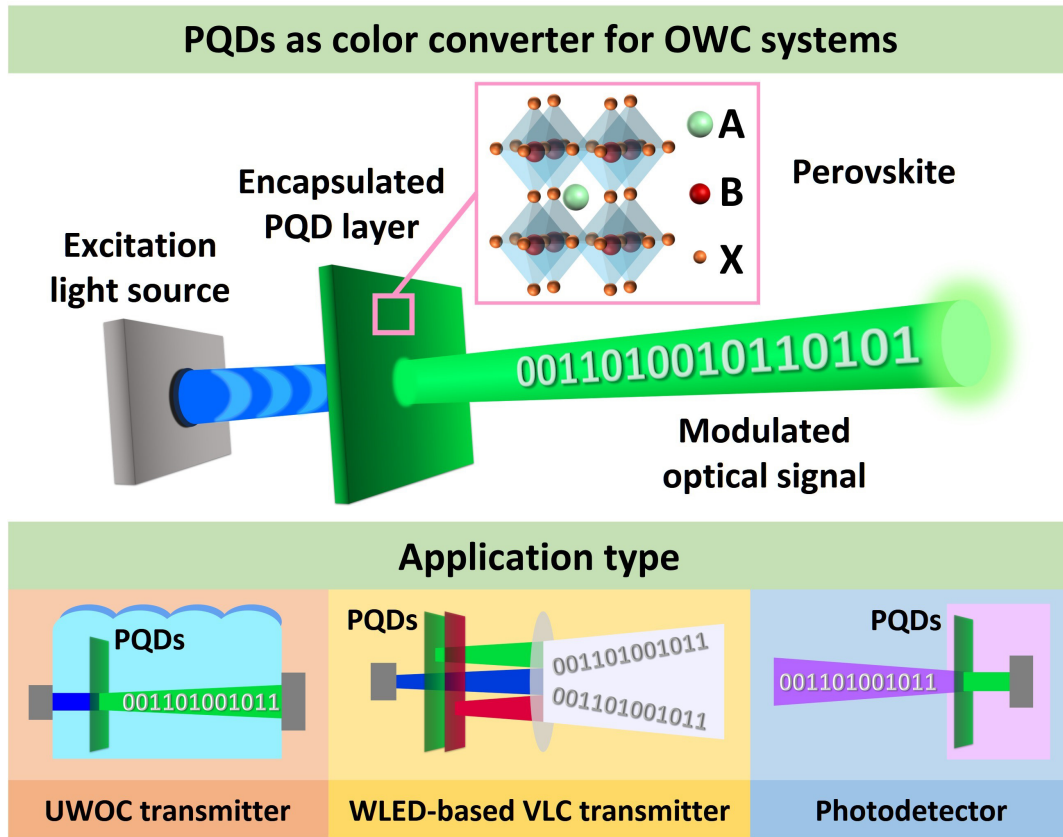 PQDs as color converter for OWC systems
A
B
X
Perovskite
Encapsulated
PQD layer
Excitation
light source
0011010010110101
Modulated
optical signal
Application type
PQDs
001101001011
UWOC transmitter
PQDs
001101001011
001101001011
WLED-based VLC transmitter
PQDs
001101001011
Photodetector